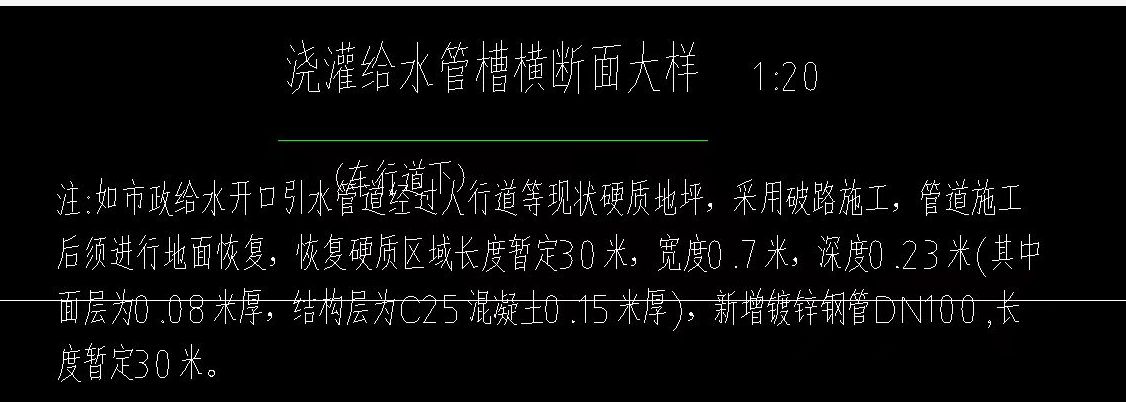 浇灌给水管槽横断面大样 1:20
(车行道下)
注:如市政给水开口引水管道经过人行道等现状硬质地坪，采用破路施工，管道施工
后须进行地面恢复，恢复硬质区域长度暂定30米，宽度0.7米，深度0.23米(其中
面层为0.08米厚，结构层为C25混凝土0.15米厚)，新增镀锌钢管DN100,长
度暂定30米。